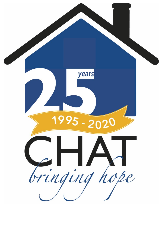 25 years
1995 - 2020
CHAT
bringing hope